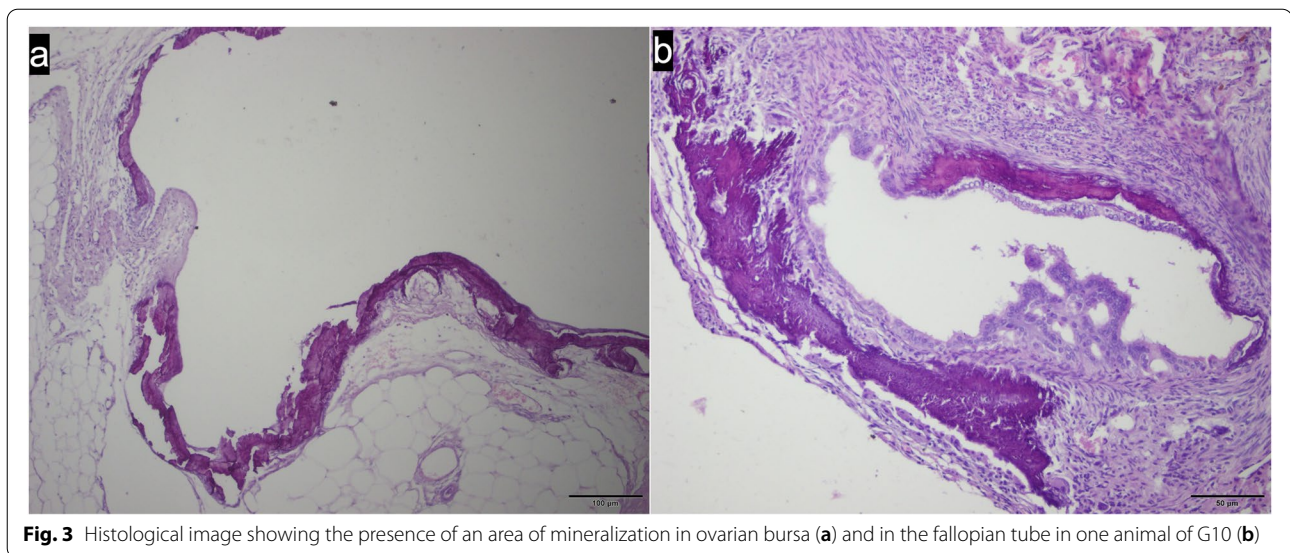 a
b
100 µm
50 µm
Fig. 3 Histological image showing the presence of an area of mineralization in ovarian bursa (a) and in the fallopian tube in one animal of G10 (b)